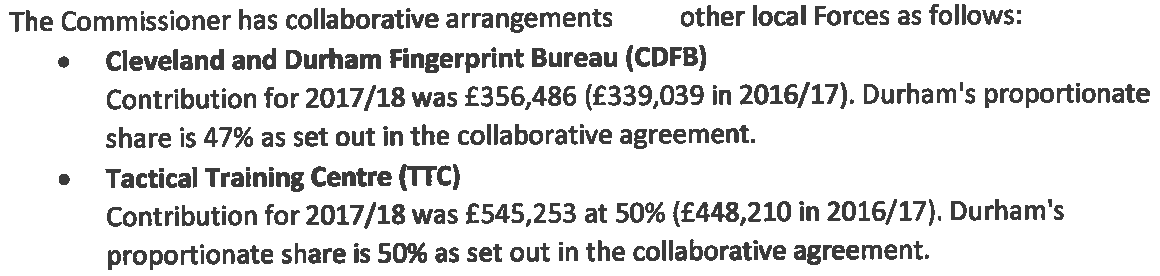 The Commissioner has collaborative arrangements other local Forces as follows:
• Cleveland and Durham Fingerprint Bureau (CDFB)
Contribution for 2017/18 was £356,486 (£339,039 in 2016/17). Durham's proportionate
share is 47% as set out in the collaborative agreement.
• Tactical Training Centre (TTC)
Contribution for 2017/18 was £545,253 at 50% (£448,210 in 2016/17). Durham's
proportionate share is 50% as set out in the collaborative agreement.